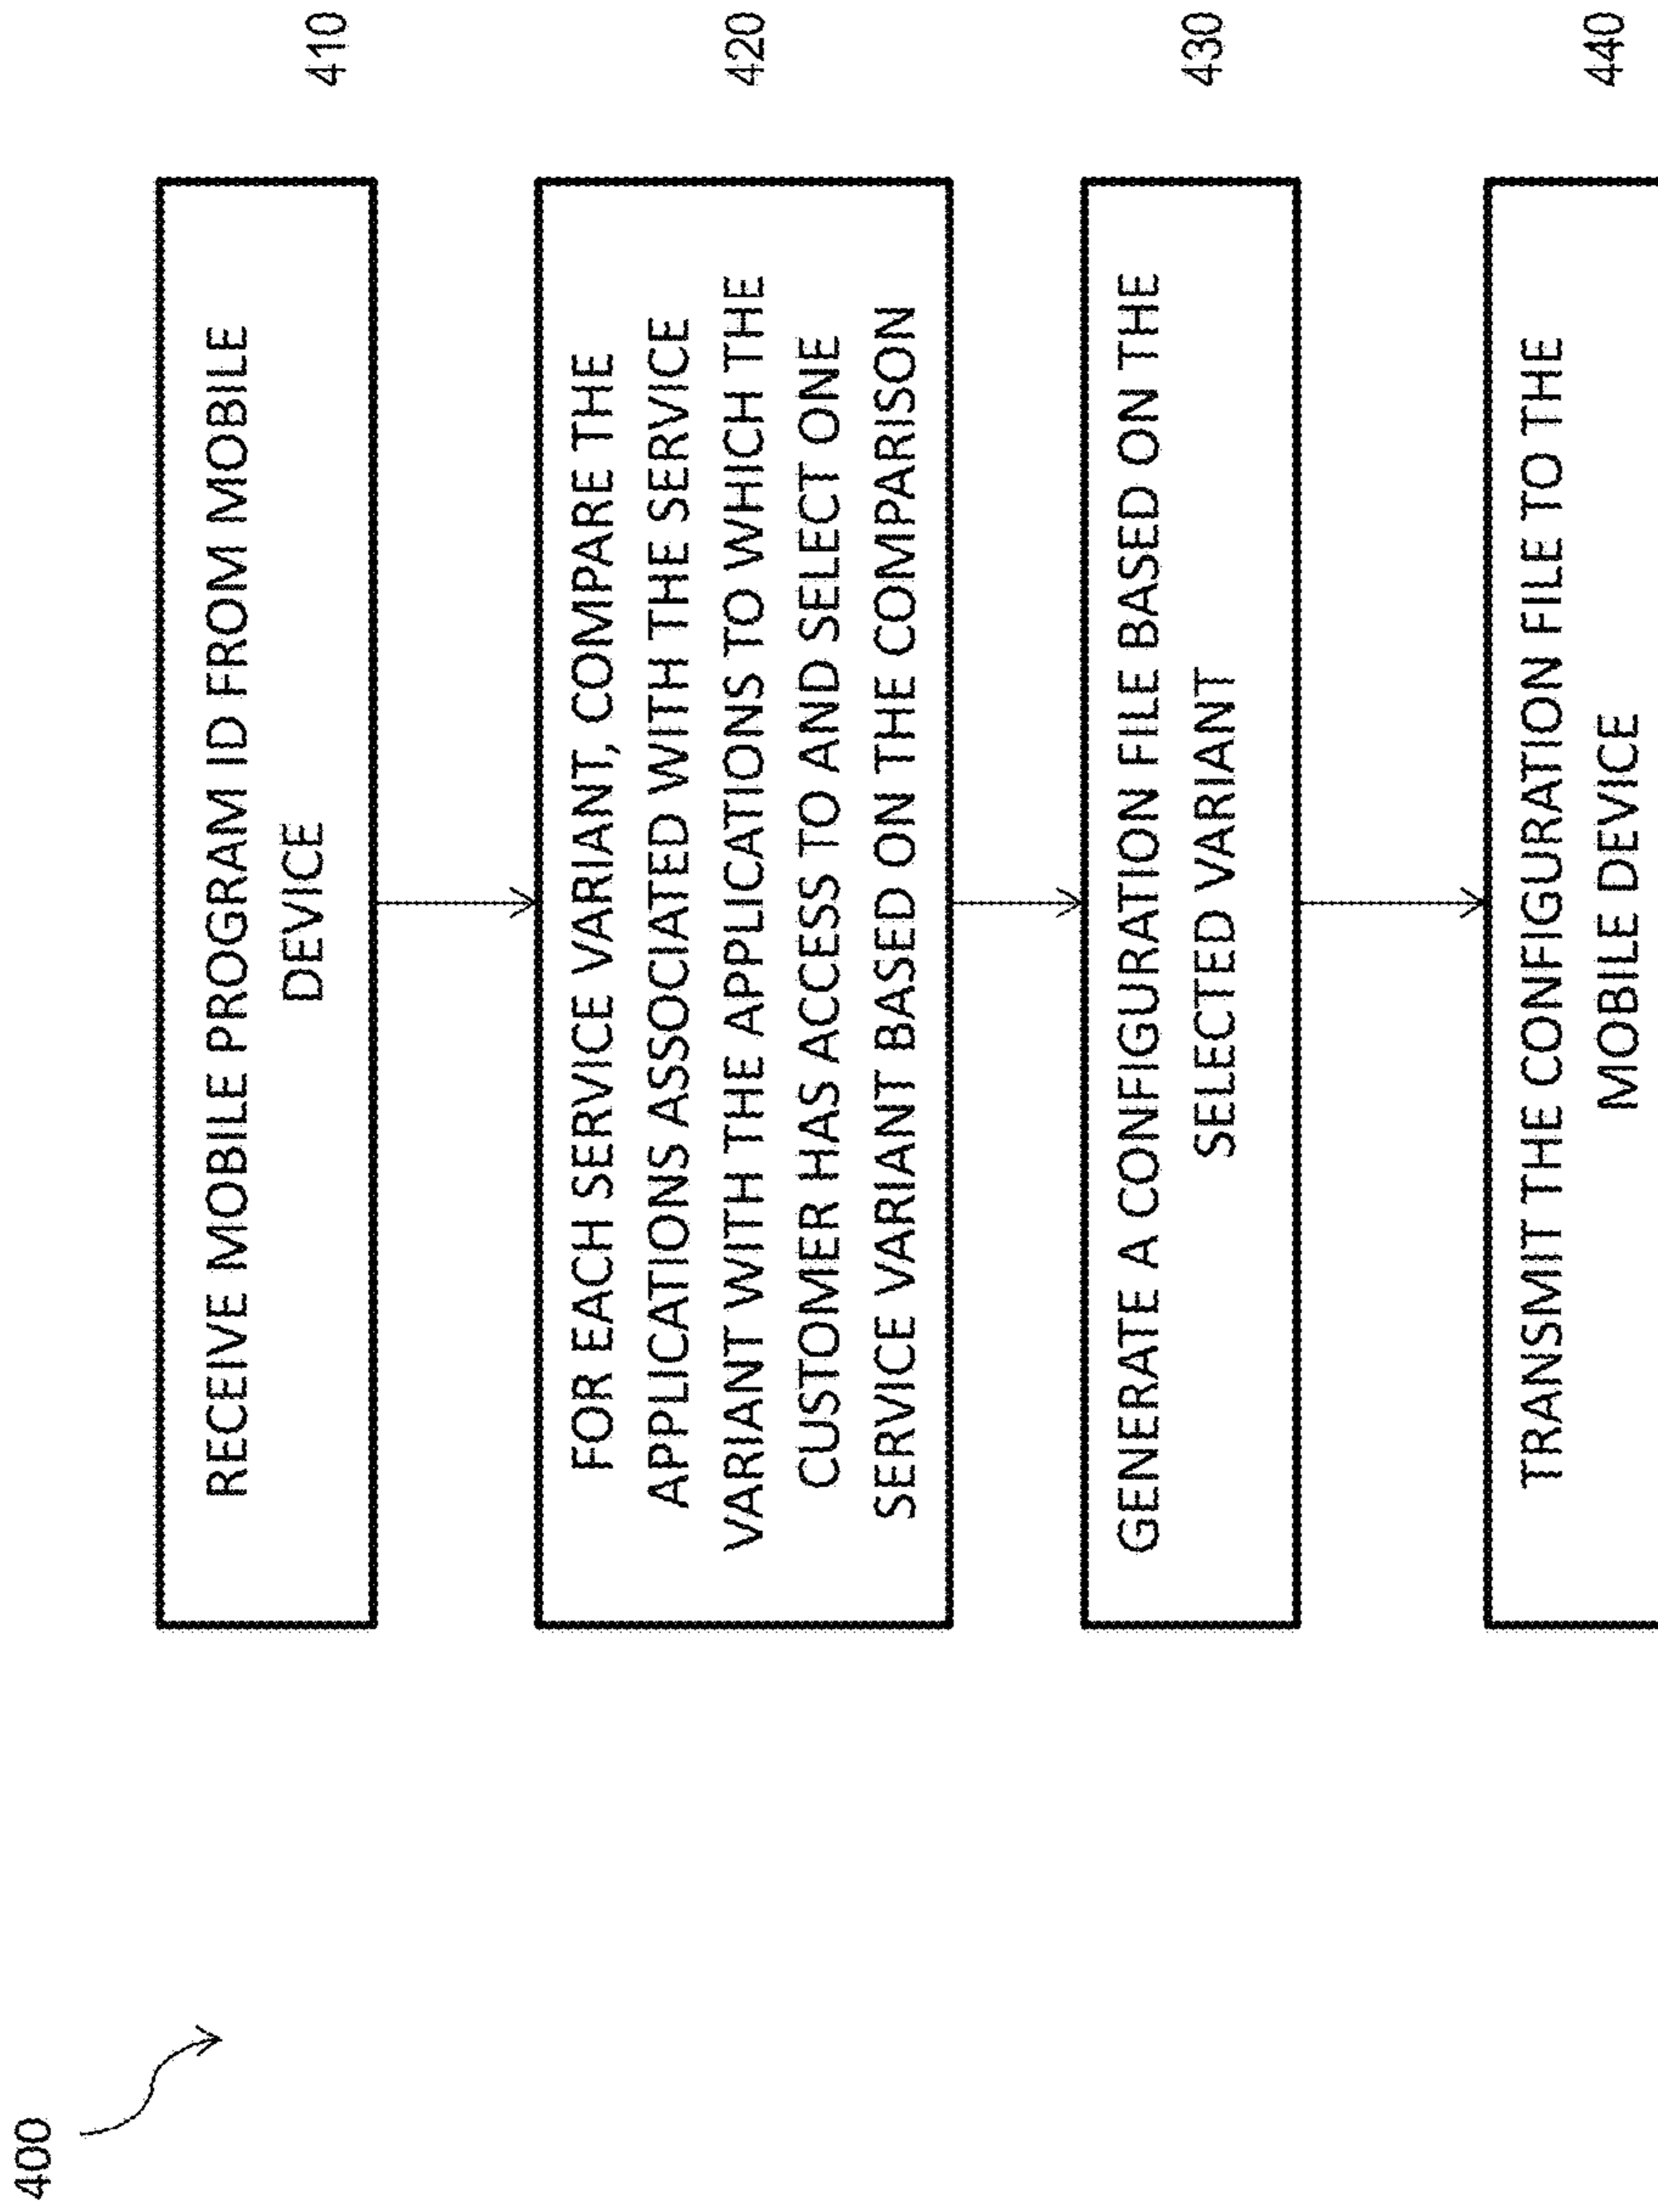 400
RECEIVE MOBILE PROGRAM ID FROM MOBILE
DEVICE
410
FOR EACH SERVICE VARIANT, COMPARE THE
APPLICATIONS ASSOCIATED WITH THE SERVICE
VARIANT WITH THE APPLICATIONS TO WHICH THE
CUSTOMER HAS ACCESS TO AND SELECT ONE
SERVICE VARIANT BASED ON THE COMPARISON
420
GENERATE A CONFIGURATION FILE BASED ON THE
SELECTED VARIANT
430
TRANSMIT THE CONFIGURATION FILE TO THE
MOBILE DEVICE
440